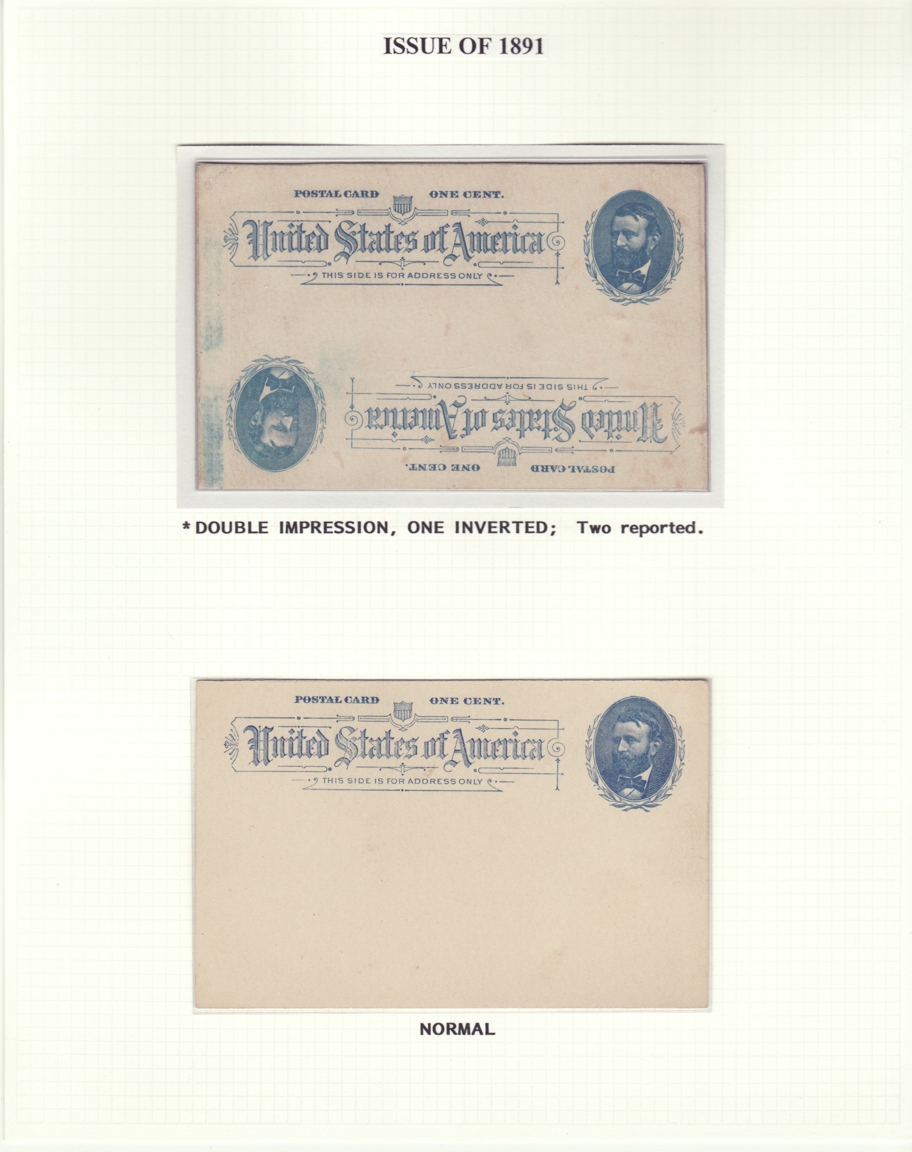 ISSUE OF 1891
POSTAL CARD ONE CENT.
United States of America
THIS SIDE IS FOR ADDRESS ONLY
THIS SIDE IS FOR ADDRESS ONLY
United States of America
POSTAL CARD ONE CENT.
*DOUBLE IMPRESSION, ONE INVERTED; Two reported.
POSTAL CARD ONE CENT.
United States of America
THIS SIDE IS FOR ADDRESS ONLY
NORMAL